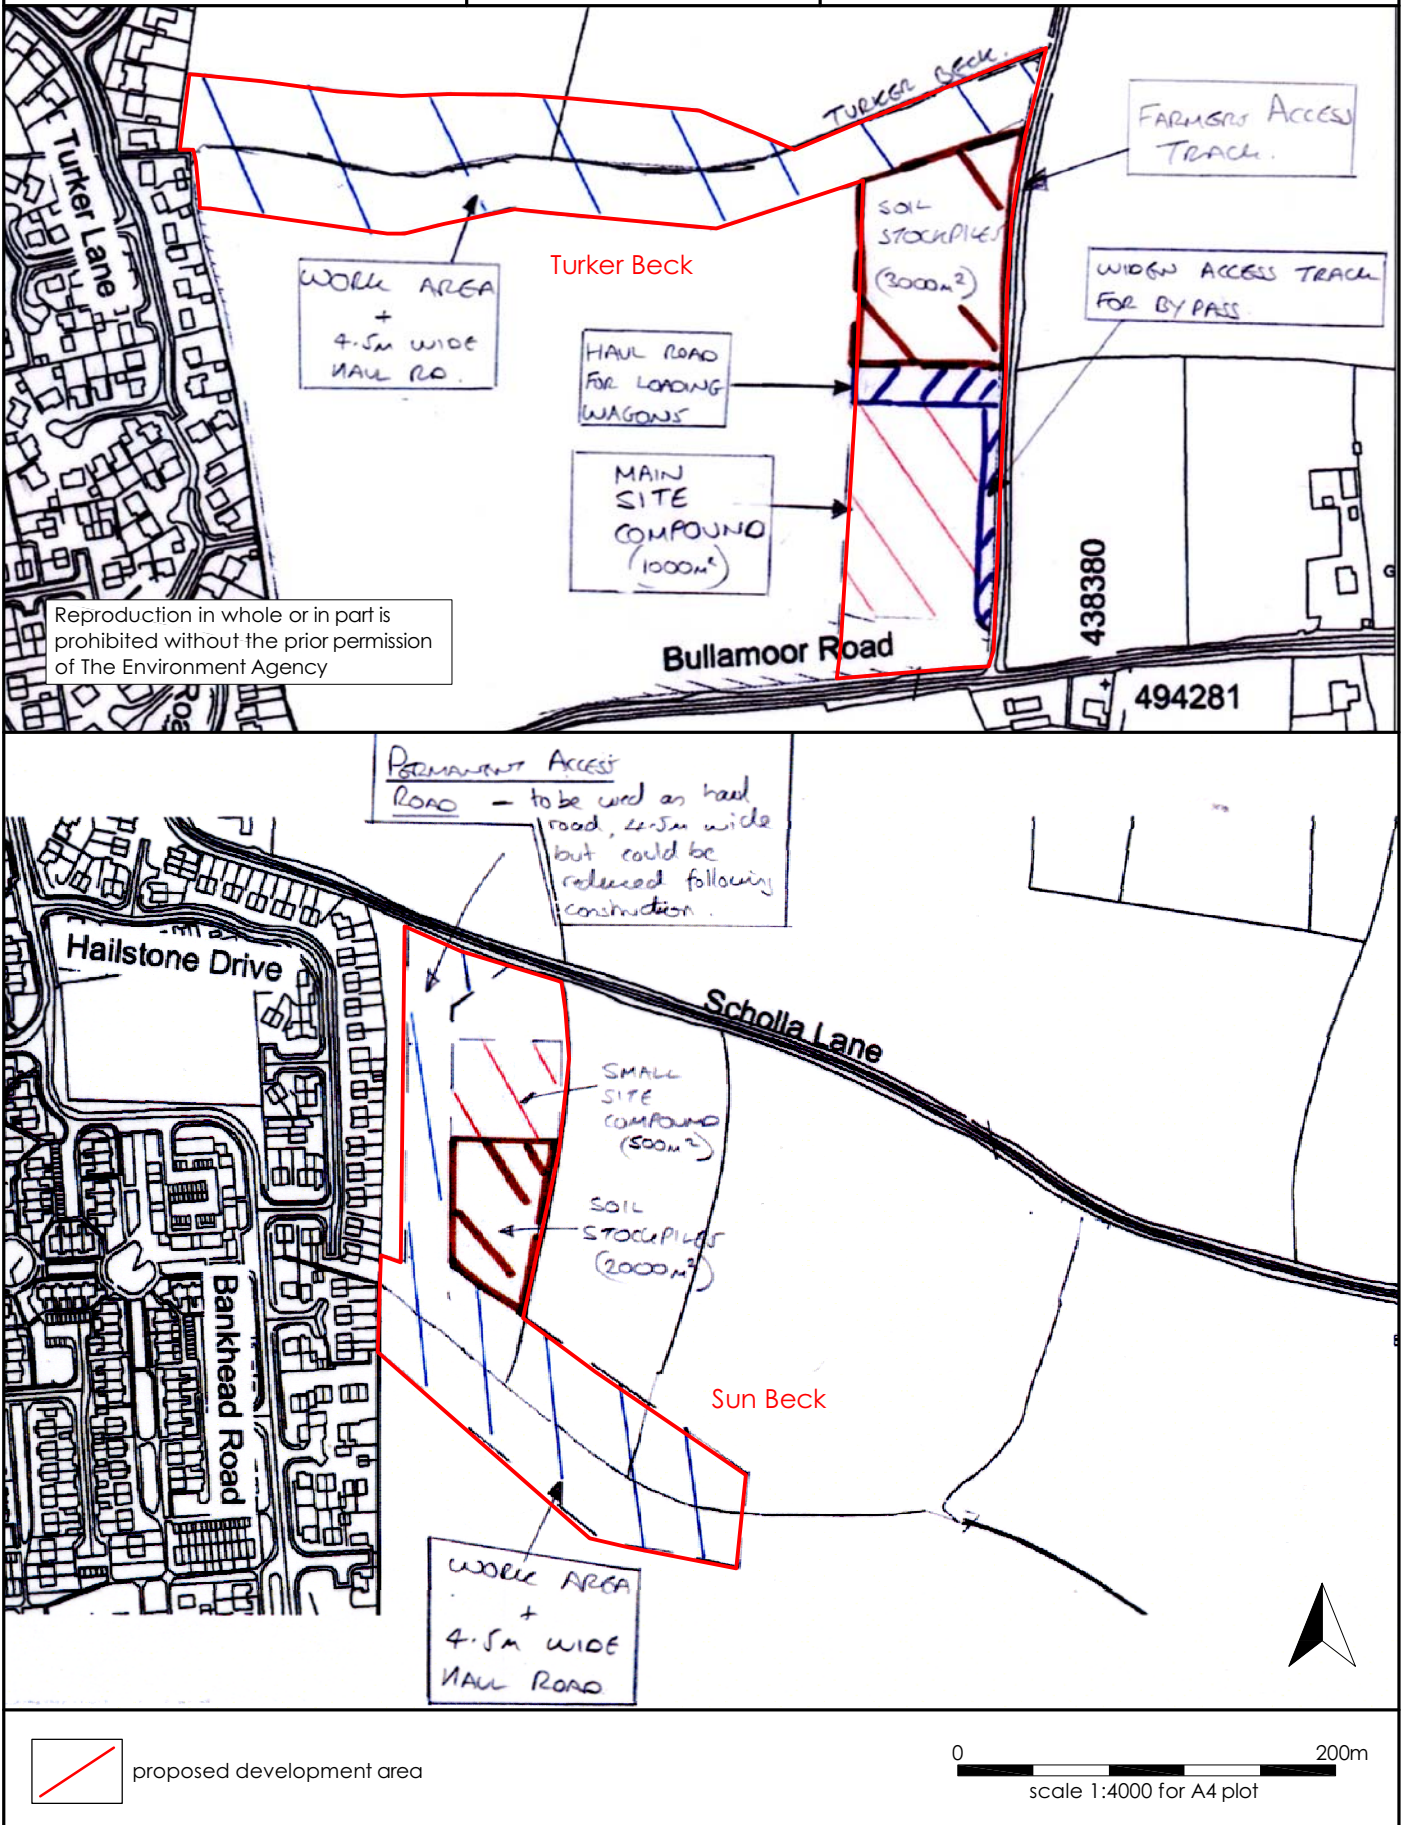 TURKER BECK.
FARMERS ACCESS
TRACK.
Turker Lane
SOIL
STOCKPILES
(3000m²)
Turker Beck
WIDEN ACCESS TRACK
FOR BYPASS.
WORK AREA
+
4.5M WIDE
HAUL RD.
HAUL ROAD
FOR LOADING
WAGONS
MAIN
SITE
COMPOUND
(1000m²)
438380
G
Reproduction in whole or in part is
prohibited without the prior permission
of The Environment Agency
Bullamoor Road
494281
Roa
PERMANENT ACCESS
ROAD - to be used as haul
road, 4.5m wide
but could be
reduced following
construction.
Hailstone Drive
Scholla Lane
SMALL
SITE
COMPOUND
(500m²)
SOIL
STOCKPILES
(2000m²)
Bankhead Road
Sun Beck
WORK AREA
+
4.5M WIDE
HAUL ROAD
proposed development area
0 200m
scale 1:4000 for A4 plot